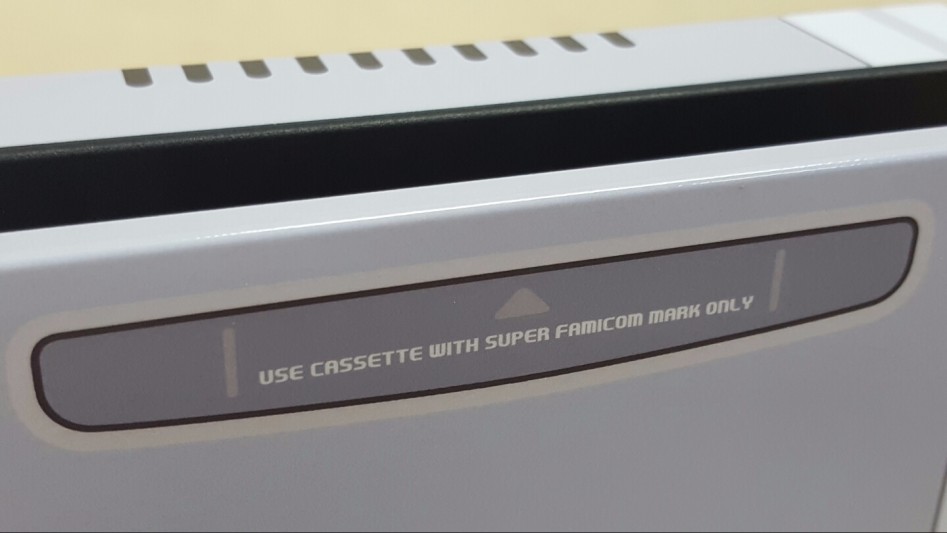 USE CASSETTE WITH SUPER FAMICOM MARK ONLY